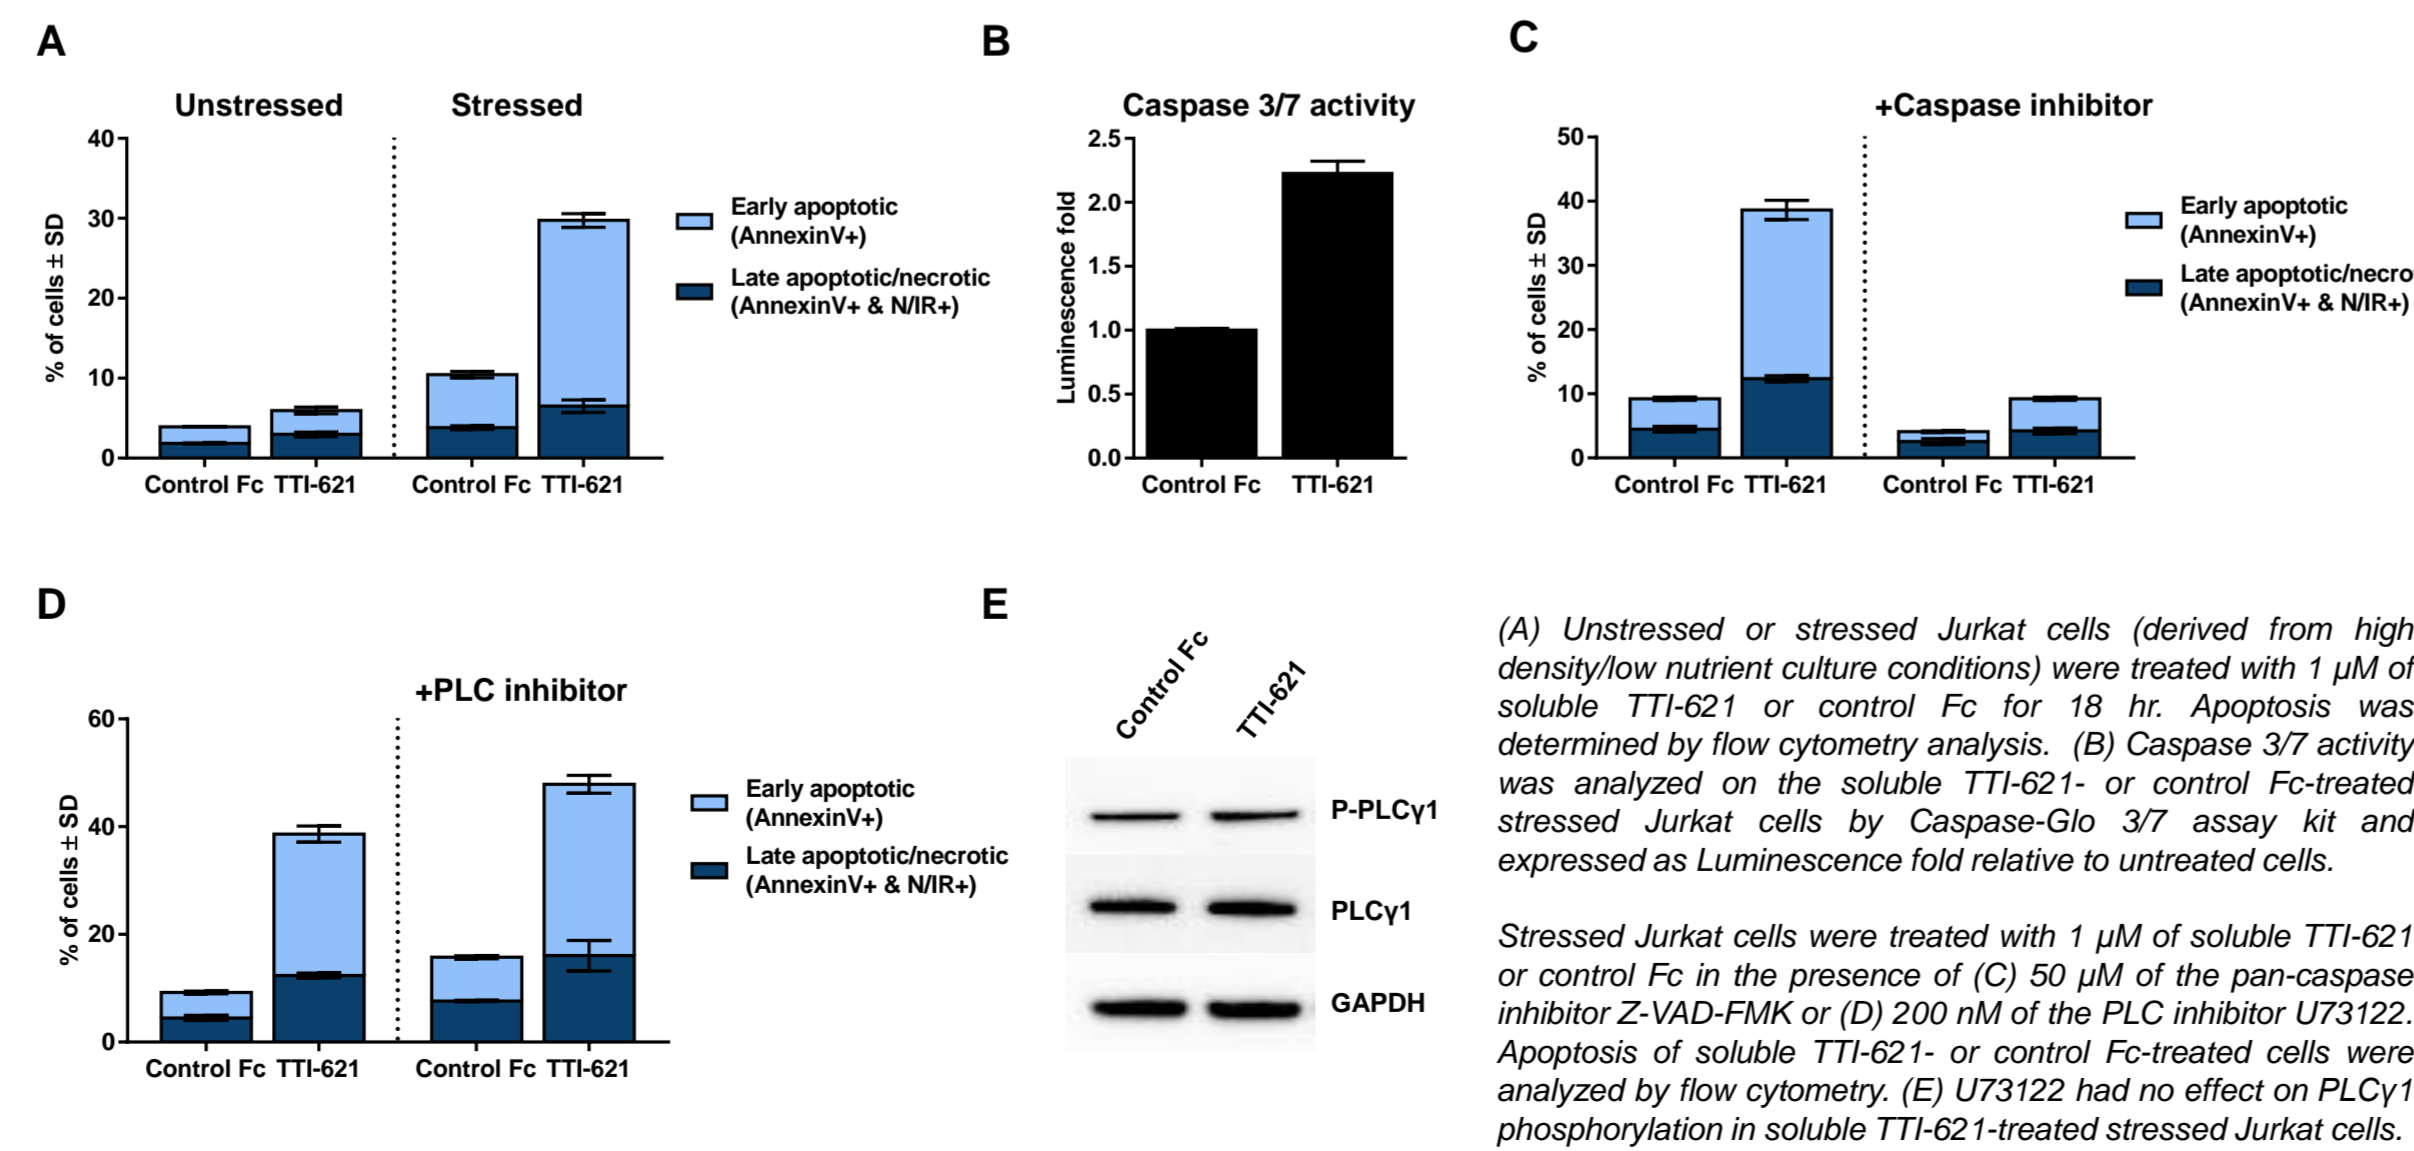 A
Unstressed
Stressed
40
30
20
10
0
% of cells ± SD
Control Fc
TTI-621
Control Fc
TTI-621
Early apoptotic
(AnnexinV+)
Late apoptotic/necrotic
(AnnexinV+ & N/IR+)
B
Caspase 3/7 activity
2.5
2.0
1.5
1.0
0.5
0.0
Luminescence fold
Control Fc
TTI-621
C
+Caspase inhibitor
50
40
30
20
10
0
% of cells ± SD
Control Fc
TTI-621
Control Fc
TTI-621
Early apoptotic
(AnnexinV+)
Late apoptotic/necro
(AnnexinV+ & N/IR+)
D
+PLC inhibitor
60
40
20
0
% of cells ± SD
Control Fc
TTI-621
Control Fc
TTI-621
Early apoptotic
(AnnexinV+)
Late apoptotic/necrotic
(AnnexinV+ & N/IR+)
E
Control Fc
TTI-621
P-PLCγ1
PLCγ1
GAPDH
(A) Unstressed or stressed Jurkat cells (derived from high
density/low nutrient culture conditions) were treated with 1 µM of
soluble TTI-621 or control Fc for 18 hr. Apoptosis was
determined by flow cytometry analysis. (B) Caspase 3/7 activity
was analyzed on the soluble TTI-621- or control Fc-treated
stressed Jurkat cells by Caspase-Glo 3/7 assay kit and
expressed as Luminescence fold relative to untreated cells.
Stressed Jurkat cells were treated with 1 µM of soluble TTI-621
or control Fc in the presence of (C) 50 µM of the pan-caspase
inhibitor Z-VAD-FMK or (D) 200 nM of the PLC inhibitor U73122.
Apoptosis of soluble TTI-621- or control Fc-treated cells were
analyzed by flow cytometry. (E) U73122 had no effect on PLCγ1
phosphorylation in soluble TTI-621-treated stressed Jurkat cells.